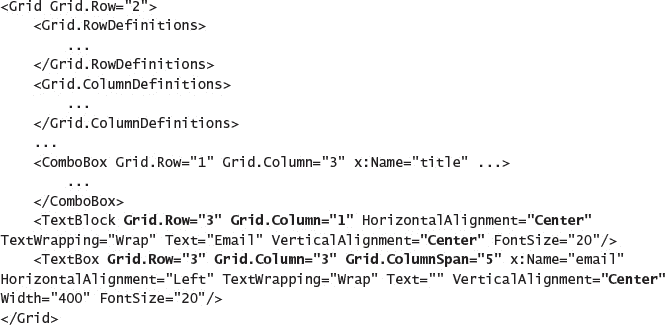 <Grid Grid.Row="2">
    <Grid.RowDefinitions>
        ...
    </Grid.RowDefinitions>
    <Grid.ColumnDefinitions>
        ...
    </Grid.ColumnDefinitions>
    ...
    <ComboBox Grid.Row="1" Grid.Column="3" x:Name="title" ...>
        ...
    </ComboBox>
    <TextBlock Grid.Row="3" Grid.Column="1" HorizontalAlignment="Center"
TextWrapping="Wrap" Text="Email" VerticalAlignment="Center" FontSize="20"/>
    <TextBox Grid.Row="3" Grid.Column="3" Grid.ColumnSpan="5" x:Name="email"
HorizontalAlignment="Left" TextWrapping="Wrap" Text="" VerticalAlignment="Center"
Width="400" FontSize="20"/>
</Grid>